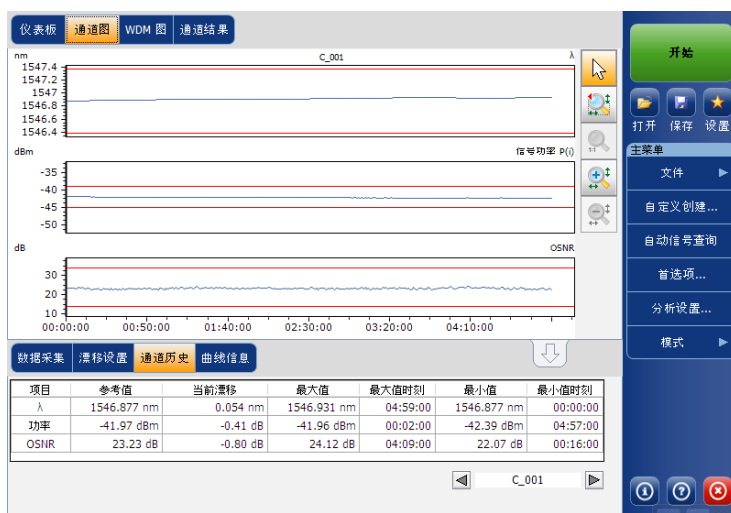 仪表板 通道图 WDM 图 通道结果
nm C_001 λ
1547.4
1547.2
1547
1546.8
1546.6
1546.4
dBm 信号功率 P(i)
-35
-40
-45
-50
dB OSNR
30
20
10
00:00:00 00:50:00 01:40:00 02:30:00 03:20:00 04:10:00
数据采集 漂移设置 通道历史 曲线信息
项目 参考值 当前漂移 最大值 最大值时刻 最小值 最小值时刻
λ 1546.877 nm 0.054 nm 1546.931 nm 04:59:00 1546.877 nm 00:00:00
功率 -41.97 dBm -0.41 dB -41.96 dBm 00:02:00 -42.39 dBm 04:57:00
OSNR 23.23 dB -0.80 dB 24.12 dB 04:09:00 22.07 dB 00:16:00
C_001
开始
打开 保存 设置
主菜单
文件
自定义创建...
自动信号查询
首选项...
分析设置...
模式
1:1